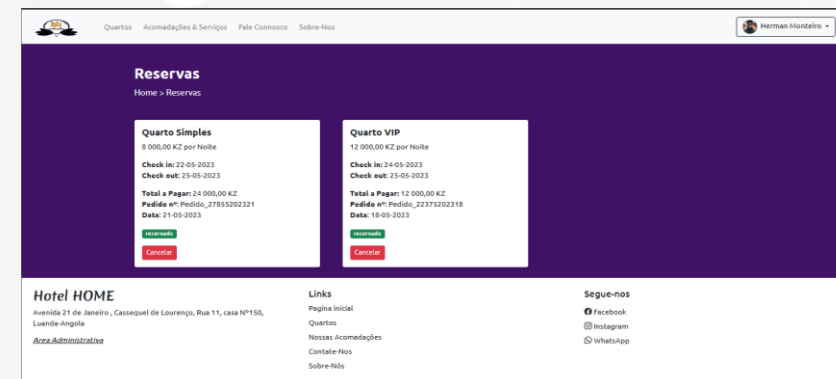 Quartos Acomadações & Serviços Fale Connosco Sobre-Nos Herman Monteiro
Reservas
Home > Reservas
Quarto Simples
8 000,00 KZ por Noite
Check in: 22-05-2023
Check out: 25-05-2023
Total a Pagar: 24 000,00 KZ
Pedido nº: Pedido_27855202321
Data: 21-05-2023
reservado
Cancelar
Quarto VIP
12 000,00 KZ por Noite
Check in: 24-05-2023
Check out: 25-05-2023
Total a Pagar: 12 000,00 KZ
Pedido nº: Pedido_22375202318
Data: 18-05-2023
reservado
Cancelar
Hotel HOME
Avenida 21 de Janeiro , Cassequel de Lourenço, Rua 11, casa Nº150,
Luanda-Angola
Area Administrativa
Links
Pagina inicial
Quartos
Nossas Acomadações
Contate-Nos
Sobre-Nós
Segue-nos
Facebook
Instagram
WhatsApp